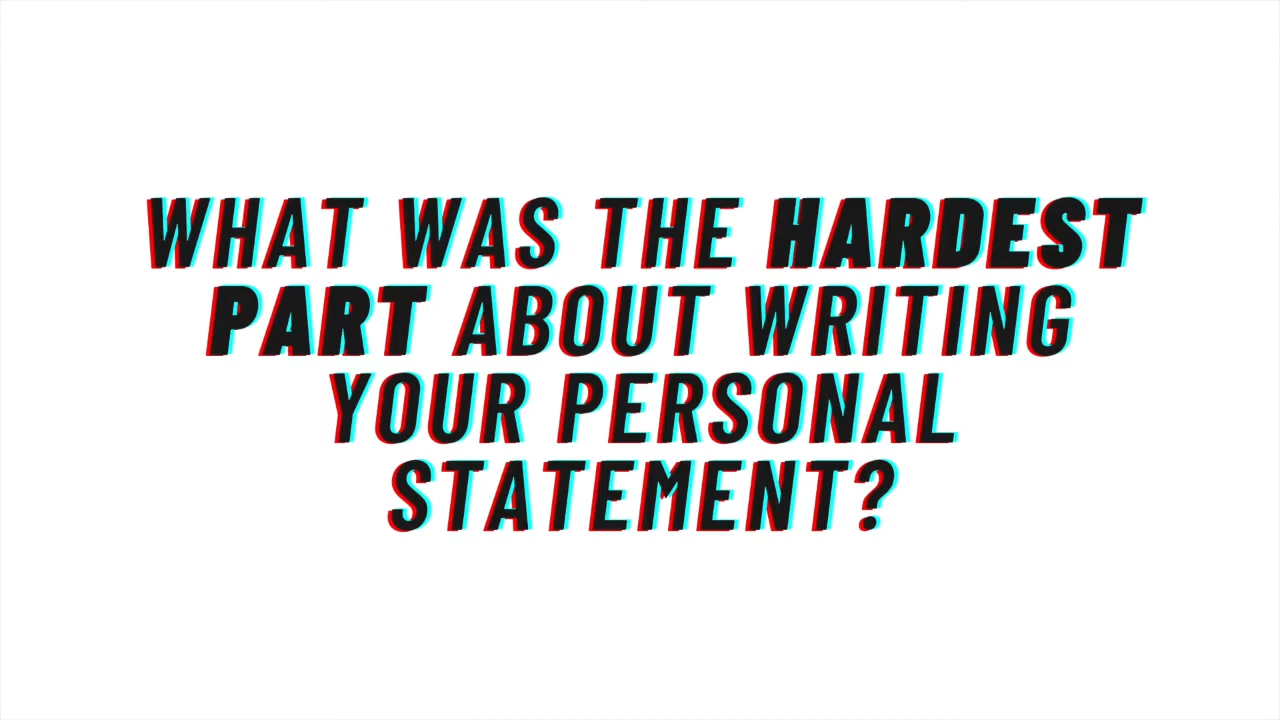 WHAT WAS THE HARDEST
PART ABOUT WRITING
YOUR PERSONAL
STATEMENT?